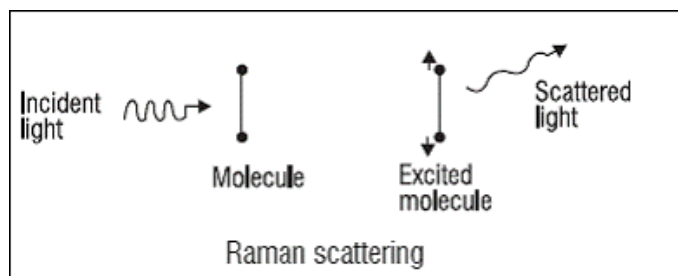 Incident
light
Molecule
Excited
molecule
Scattered
light
Raman scattering